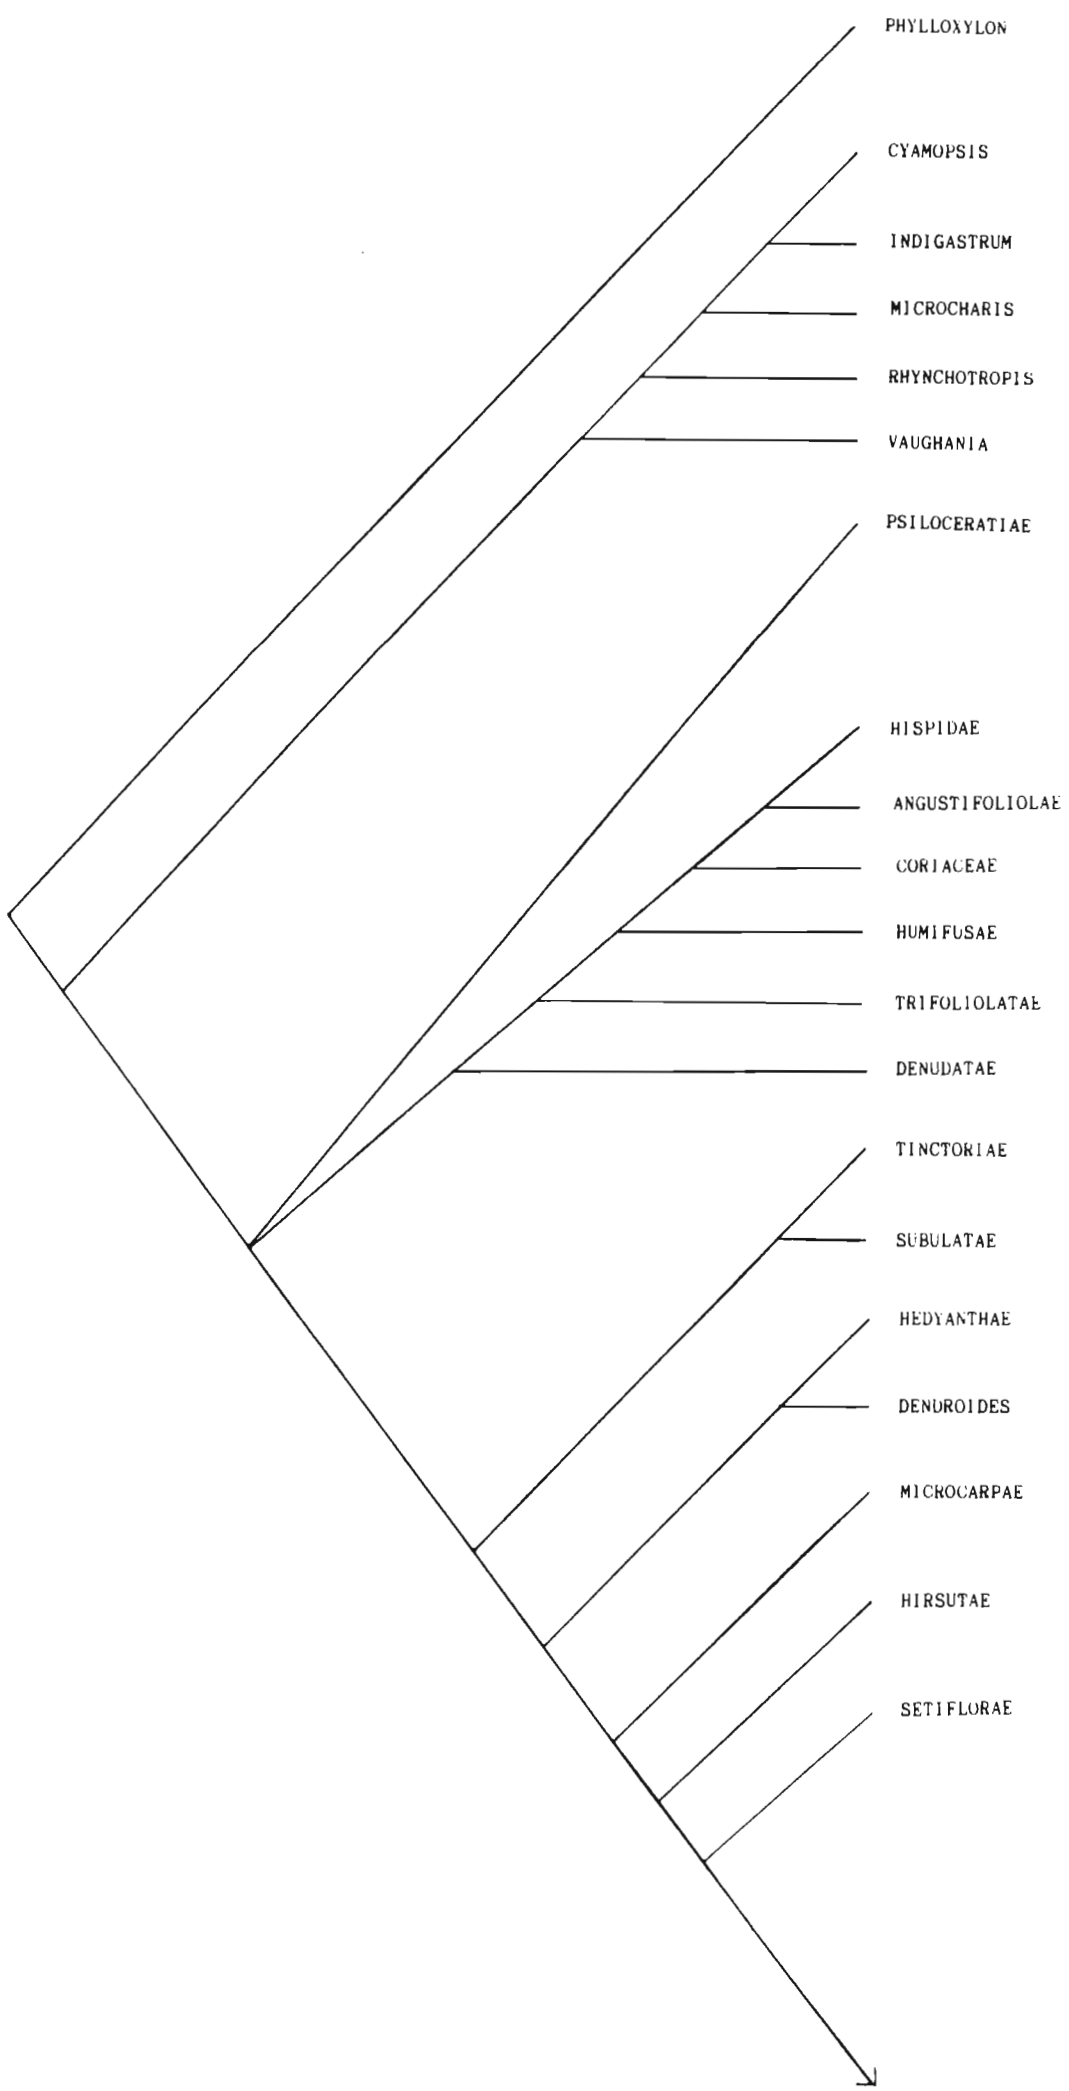 PHYLLOXYLON
CYAMOPSIS
INDIGASTRUM
MICROCHARIS
RHYNCHOTROPIS
VAUGHANIA
PSILOCERATIAE
HISPIDAE
ANGUSTIFOLIOLAE
CORIACEAE
HUMIFUSAE
TRIFOLIOLATAE
DENUDATAE
TINCTORIAE
SUBULATAE
HEDYANTHAE
DENDROIDES
MICROCARPAE
HIRSUTAE
SETIFLORAE